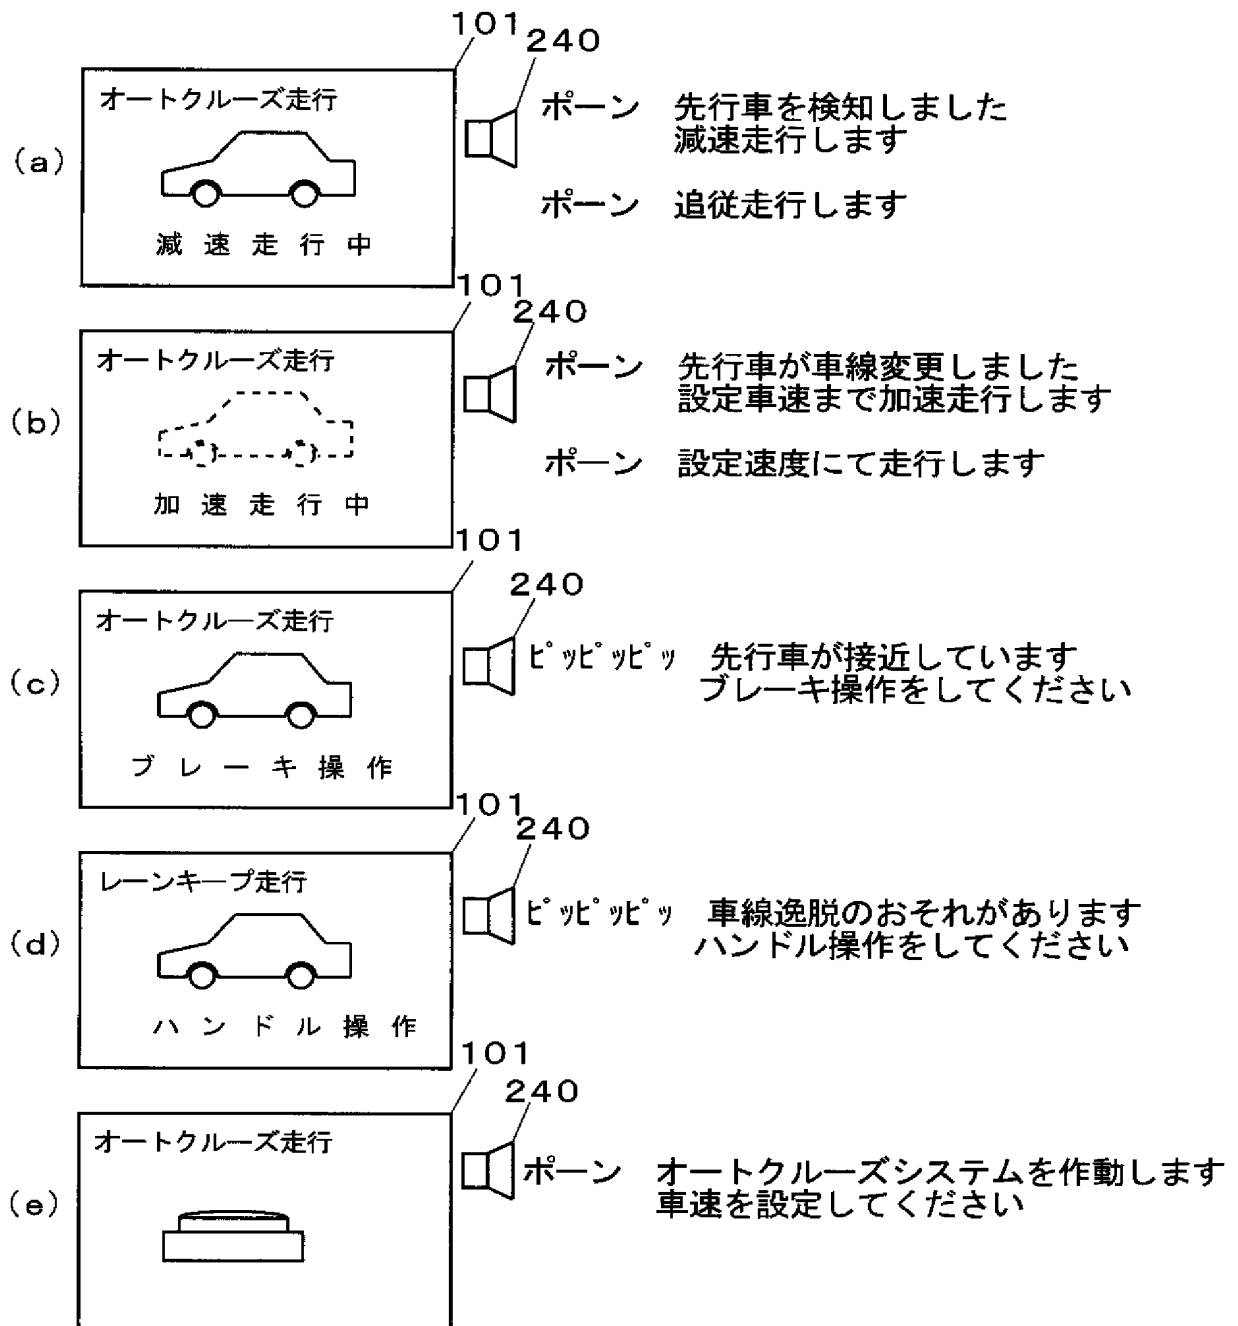 101
240
(a)
オートクルーズ走行
減速走行中
ポーン 先行車を検知しました
減速走行します
ポーン 追従走行します
101
240
(b)
オートクルーズ走行
加速走行中
ポーン 先行車が車線変更しました
設定車速まで加速走行します
ポーン 設定速度にて走行します
101
240
(c)
オートクルーズ走行
ブレーキ操作
ピッピッピッ 先行車が接近しています
ブレーキ操作をしてください
101
240
(d)
レーンキープ走行
ハンドル操作
ピッピッピッ 車線逸脱のおそれがあります
ハンドル操作をしてください
101
240
(e)
オートクルーズ走行
ポーン オートクルーズシステムを作動します
車速を設定してください